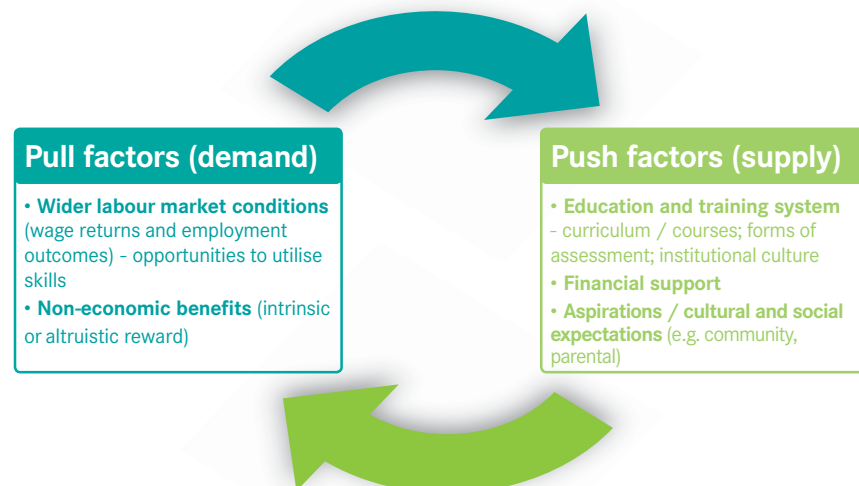 Pull factors (demand)
• Wider labour market conditions
(wage returns and employment
outcomes) - opportunities to utilise
skills
• Non-economic benefits (intrinsic
or altruistic reward)
Push factors (supply)
• Education and training system
- curriculum / courses; forms of
assessment; institutional culture
• Financial support
• Aspirations / cultural and social
expectations (e.g. community,
parental)